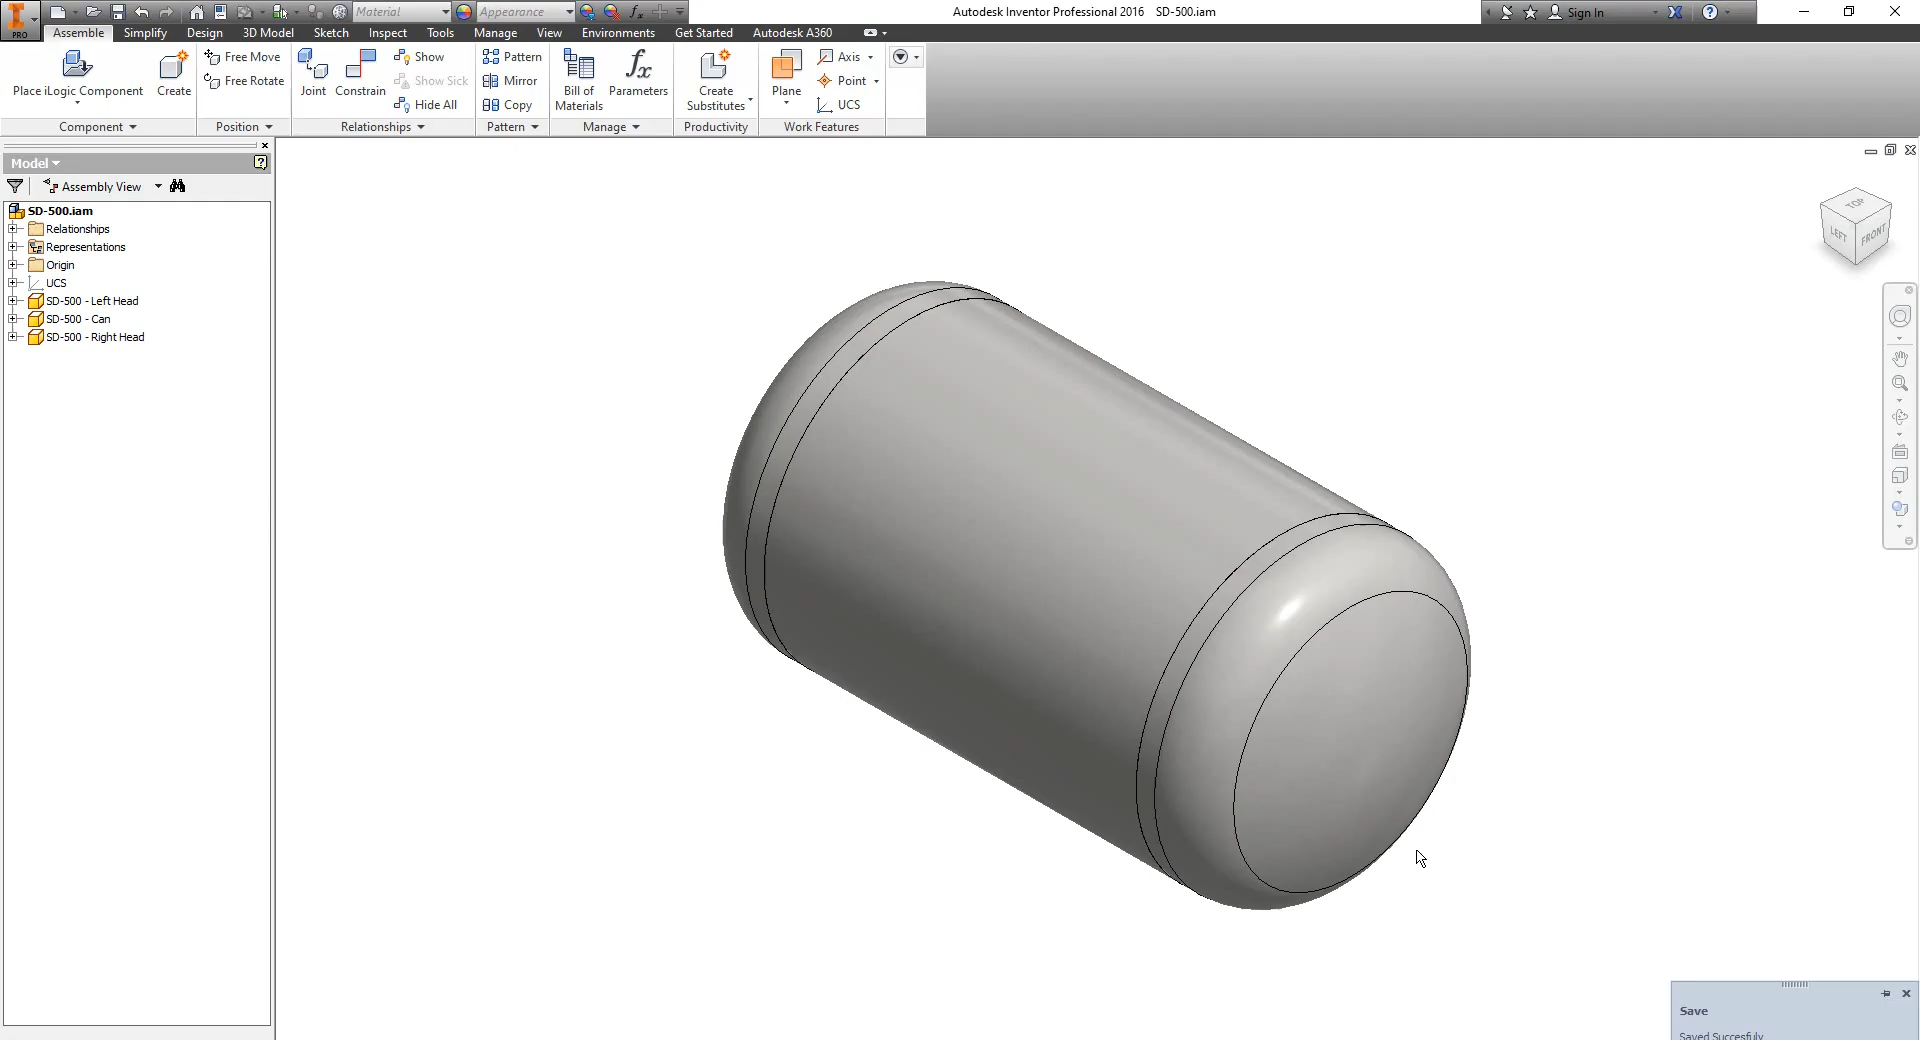 Material
Appearance
fx
Autodesk Inventor Professional 2016 SD-500.iam
Sign In
PRO
Assemble Simplify Design 3D Model Sketch Inspect Tools Manage View Environments Get Started Autodesk A360
Place iLogic Component
Create
Free Move
Free Rotate
Joint
Constrain
Show
Show Sick
Hide All
Pattern
Mirror
Copy
Bill of
Materials
fx
Parameters
Create
Substitutes
Plane
Axis
Point
UCS
Component
Position
Relationships
Pattern
Manage
Productivity
Work Features
Model
Assembly View
SD-500.iam
Relationships
Representations
Origin
UCS
SD-500 - Left Head
SD-500 - Can
SD-500 - Right Head
TOP
LEFT
FRONT
Save
Saved Succesfuly